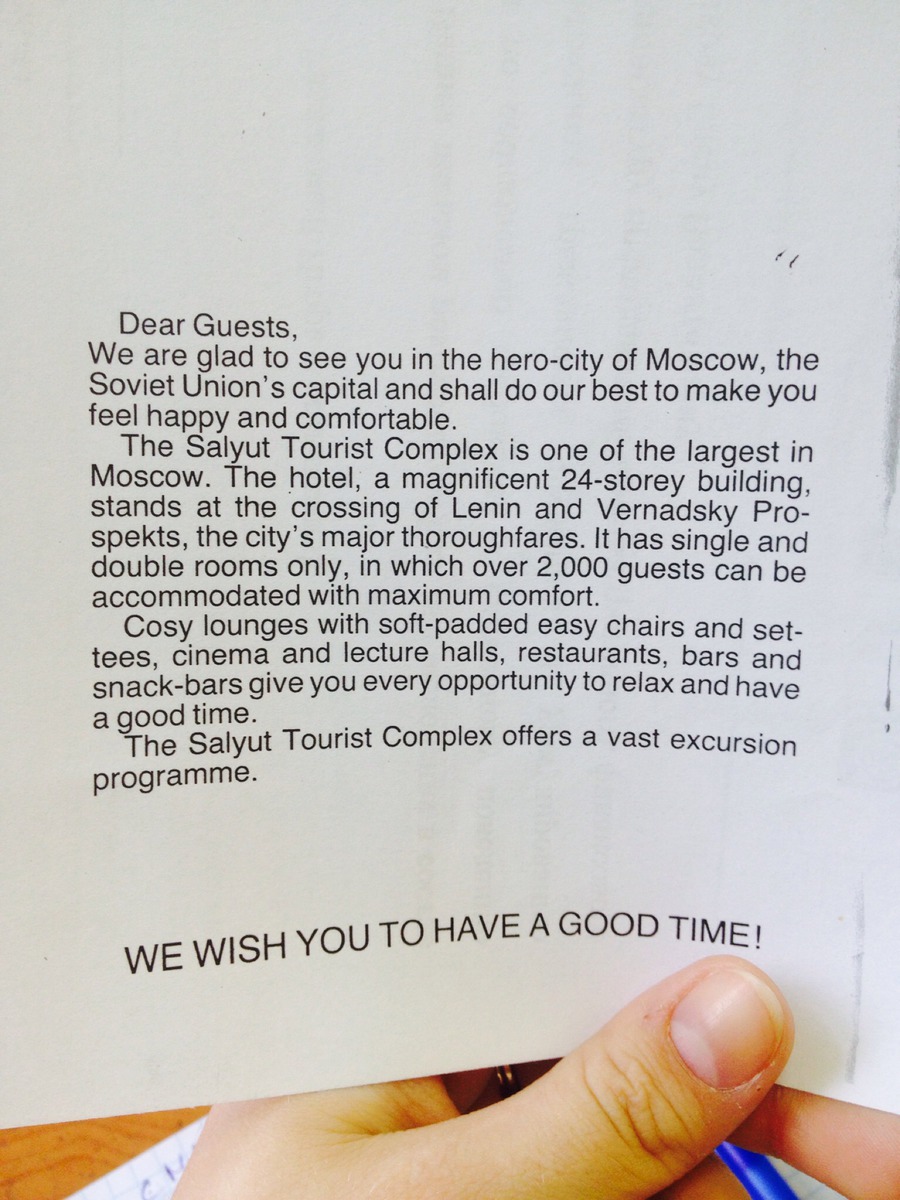 Dear Guests,
We are glad to see you in the hero-city of Moscow, the
Soviet Union's capital and shall do our best to make you
feel happy and comfortable.
The Salyut Tourist Complex is one of the largest in
Moscow. The hotel, a magnificent 24-storey building,
stands at the crossing of Lenin and Vernadsky Pro-
spekts, the city's major thoroughfares. It has single and
double rooms only, in which over 2,000 guests can be
accommodated with maximum comfort.
Cosy lounges with soft-padded easy chairs and set-
tees, cinema and lecture halls, restaurants, bars and
snack-bars give you every opportunity to relax and have
a good time.
The Salyut Tourist Complex offers a vast excursion
programme.
WE WISH YOU TO HAVE A GOOD TIME!